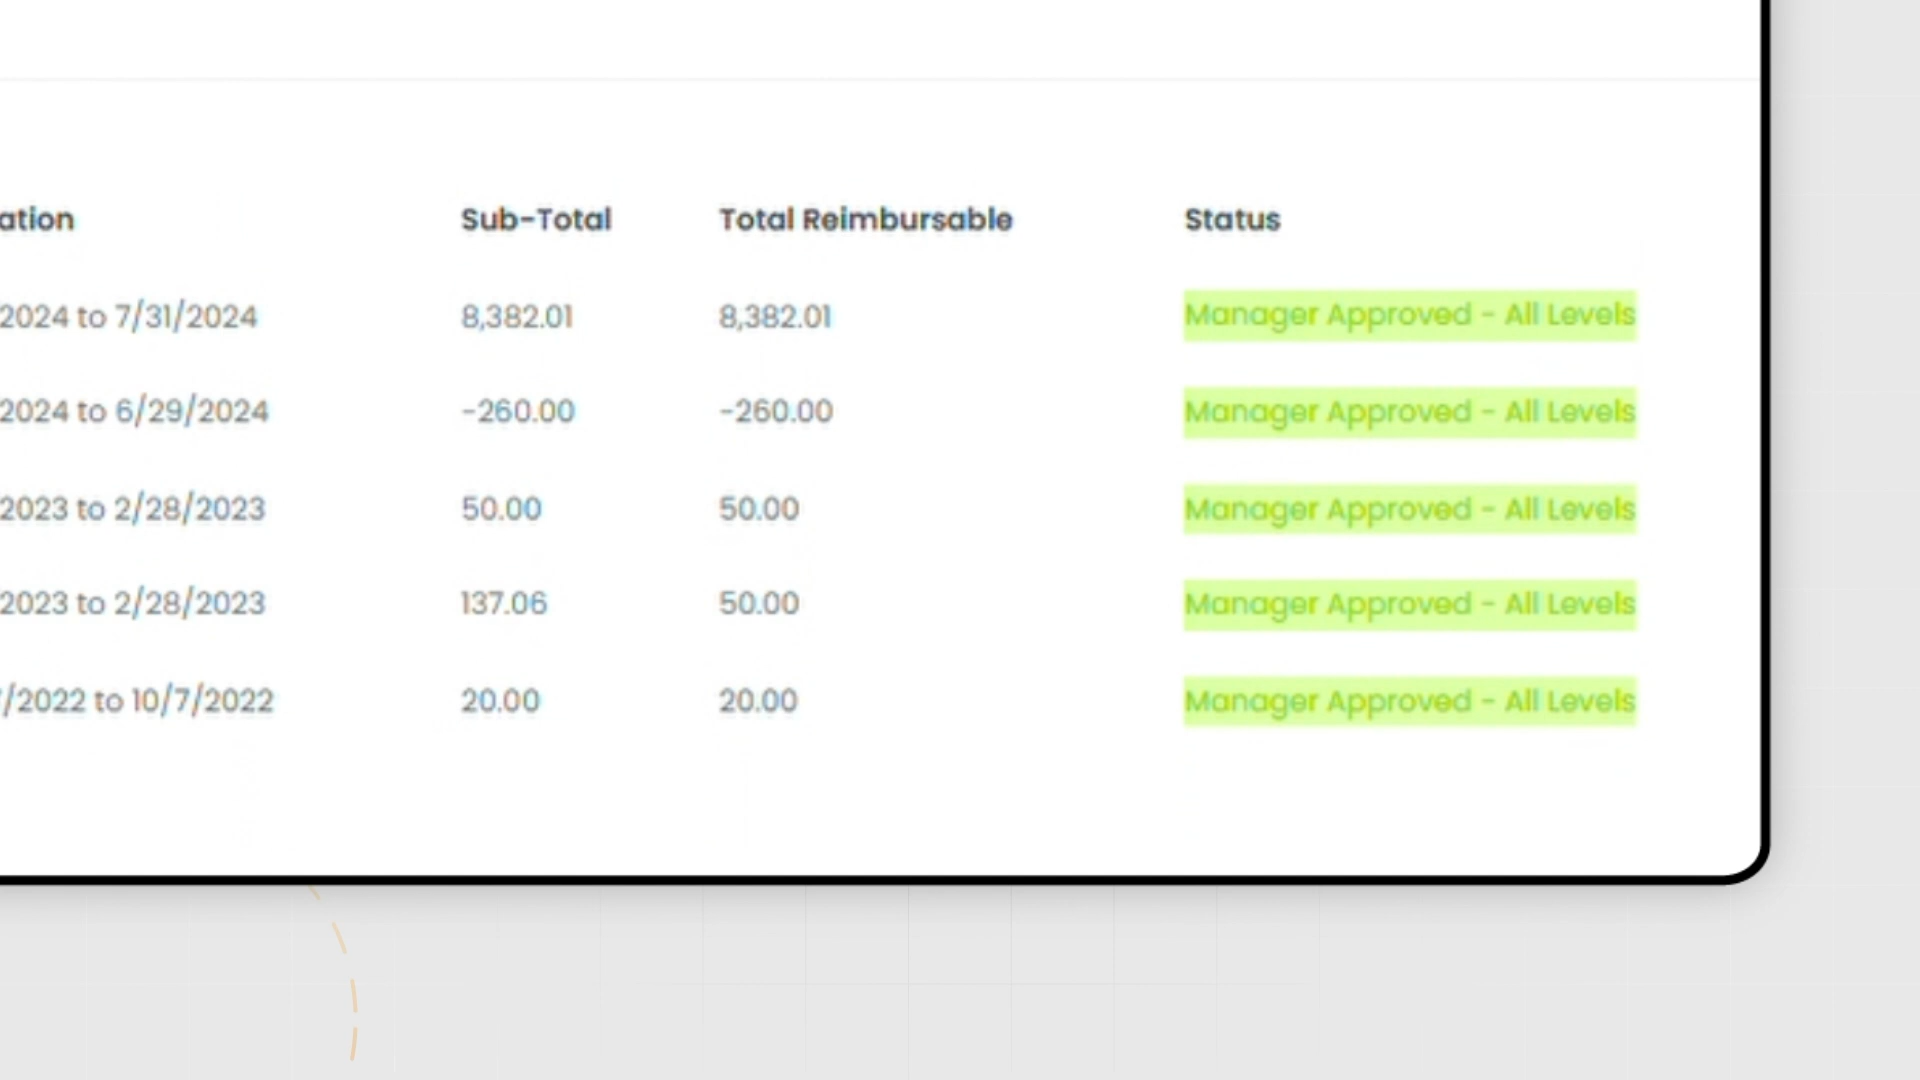 ation Sub-Total Total Reimbursable Status
2024 to 7/31/2024 8,382.01 8,382.01 Manager Approved - All Levels
2024 to 6/29/2024 -260.00 -260.00 Manager Approved - All Levels
2023 to 2/28/2023 50.00 50.00 Manager Approved - All Levels
2023 to 2/28/2023 137.06 50.00 Manager Approved - All Levels
/2022 to 10/7/2022 20.00 20.00 Manager Approved - All Levels